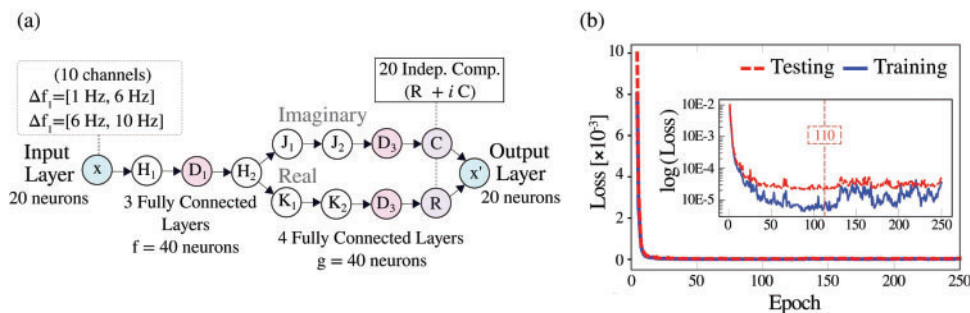 (a)
(10 channels)
Δf₁=[1 Hz, 6 Hz]
Δf₁=[6 Hz, 10 Hz]
20 Indep. Comp.
(R + i C)
Imaginary
J₁
J₂
D₃
C
Input
Layer
20 neurons
x
H₁
D₁
H₂
x'
Output
Layer
20 neurons
Real
K₁
K₂
D₃
R
3 Fully Connected
Layers
f = 40 neurons
4 Fully Connected Layers
g = 40 neurons
(b)
Loss [×10⁻³]
10
8
6
4
2
0
Testing
Training
log(Loss)
10E-2
10E-3
10E-4
10E-5
110
0
50
100
150
200
250
0
50
100
150
200
250
Epoch